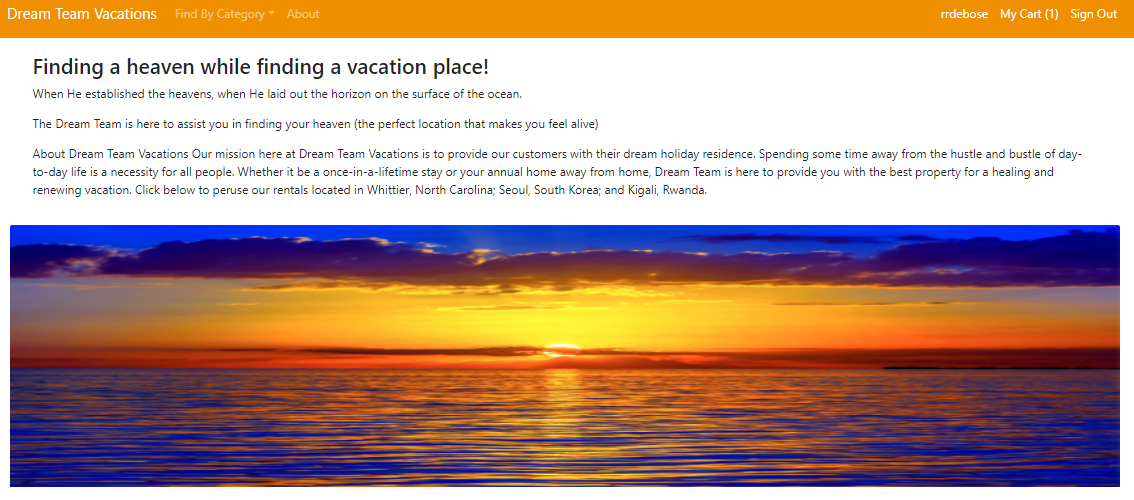 Dream Team Vacations Find By Category About rrdebose My Cart (1) Sign Out
Finding a heaven while finding a vacation place!
When He established the heavens, when He laid out the horizon on the surface of the ocean.
The Dream Team is here to assist you in finding your heaven (the perfect location that makes you feel alive)
About Dream Team Vacations Our mission here at Dream Team Vacations is to provide our customers with their dream holiday residence. Spending some time away from the hustle and bustle of day-
to-day life is a necessity for all people. Whether it be a once-in-a-lifetime stay or your annual home away from home, Dream Team is here to provide you with the best property for a healing and
renewing vacation. Click below to peruse our rentals located in Whittier, North Carolina; Seoul, South Korea; and Kigali, Rwanda.